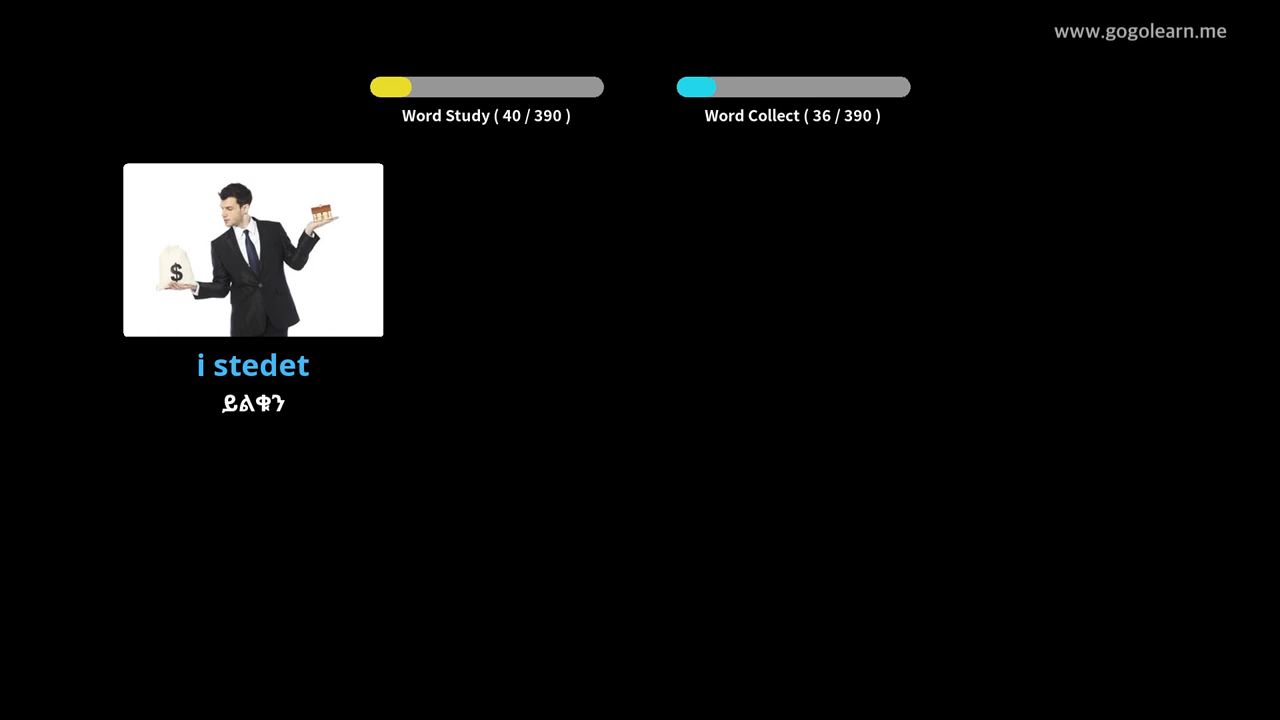 www.gogolearn.me
Word Study ( 40 / 390 )
Word Collect ( 36 / 390 )
$
i stedet
ይልቁን